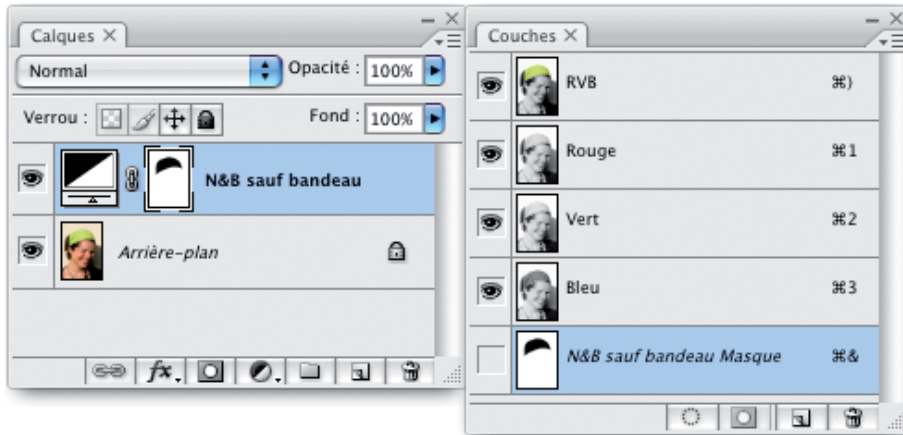 Calques ×
Normal
Opacité : 100%
Verrou :
Fond : 100%
N&B sauf bandeau
Arrière-plan
fx
Couches ×
RVB ⌘)
Rouge ⌘1
Vert ⌘2
Bleu ⌘3
N&B sauf bandeau Masque ⌘&